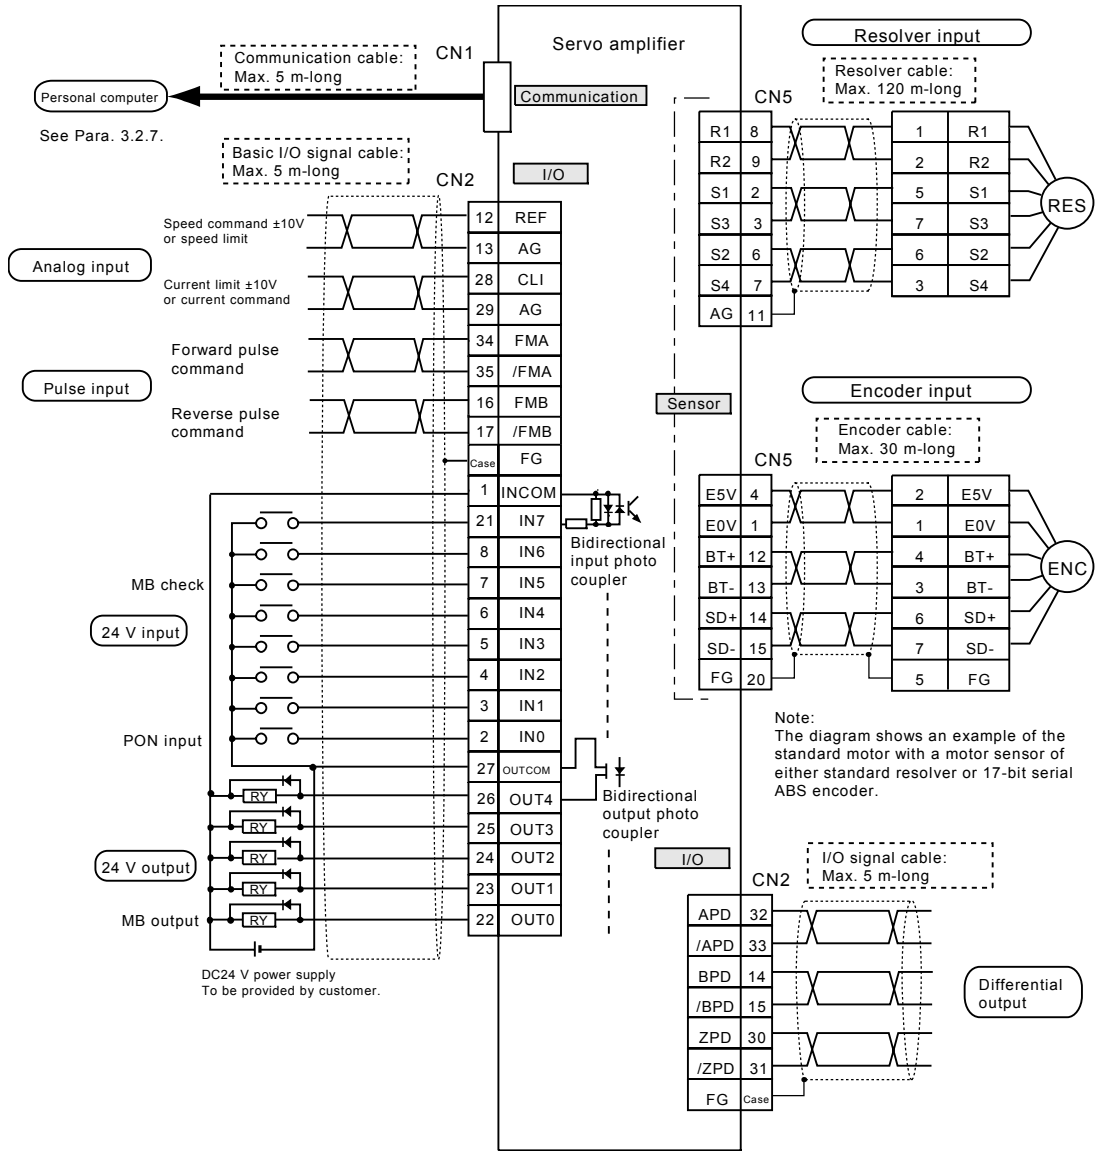 Servo amplifier
CN1
Communication cable:
Max. 5 m-long
Personal computer
Communication
See Para. 3.2.7.
Basic I/O signal cable:
Max. 5 m-long
CN2
I/O
Speed command ±10V
or speed limit
Analog input
Current limit ±10V
or current command
Forward pulse
command
Pulse input
Reverse pulse
command
12 REF
13 AG
28 CLI
29 AG
34 FMA
35 /FMA
16 FMB
17 /FMB
Case FG
1 INCOM
21 IN7
8 IN6
7 IN5
6 IN4
5 IN3
4 IN2
3 IN1
2 IN0
27 OUTCOM
26 OUT4
25 OUT3
24 OUT2
23 OUT1
22 OUT0
Bidirectional
input photo
coupler
MB check
24 V input
PON input
RY
RY
RY
RY
RY
24 V output
MB output
Bidirectional
output photo
coupler
DC24 V power supply
To be provided by customer.
Resolver input
Resolver cable:
Max. 120 m-long
CN5
R1 8 1 R1
R2 9 2 R2
S1 2 5 S1
S3 3 7 S3
S2 6 6 S2
S4 7 3 S4
AG 11
RES
Sensor
Encoder input
Encoder cable:
Max. 30 m-long
CN5
E5V 4 2 E5V
E0V 1 1 E0V
BT+ 12 4 BT+
BT- 13 3 BT-
SD+ 14 6 SD+
SD- 15 7 SD-
FG 20 5 FG
ENC
Note:
The diagram shows an example of the
standard motor with a motor sensor of
either standard resolver or 17-bit serial
ABS encoder.
I/O
I/O signal cable:
Max. 5 m-long
CN2
APD 32
/APD 33
BPD 14
/BPD 15
ZPD 30
/ZPD 31
FG Case
Differential
output